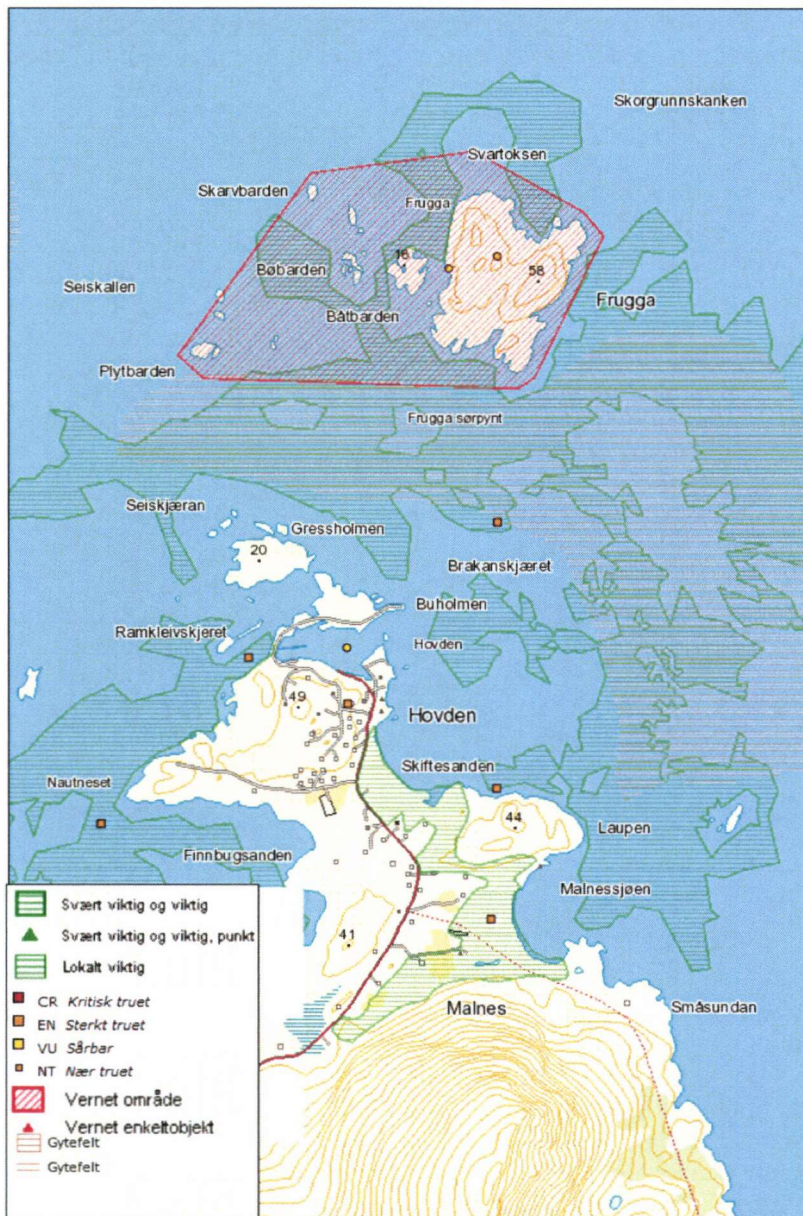 Skorgrunnskanken
Svartoksen
Skarvbarden
Frugga
16
Bøbarden
58
Seiskallen
Frugga
Båtbarden
Plytbarden
Frugga sørpynt
Seiskjæran
Gressholmen
20
Brakanskjæret
Buholmen
Ramkleivskjeret
Hovden
49
Hovden
Skiftesanden
Nautneset
44
Laupen
Finnbugsanden
Malnessjøen
41
Malnes
Småsundan
Svært viktig og viktig
Svært viktig og viktig, punkt
Lokalt viktig
CR Kritisk truet
EN Sterkt truet
VU Sårbar
NT Nær truet
Vernet område
Vernet enkeltobjekt
Gytefelt
Gytefelt